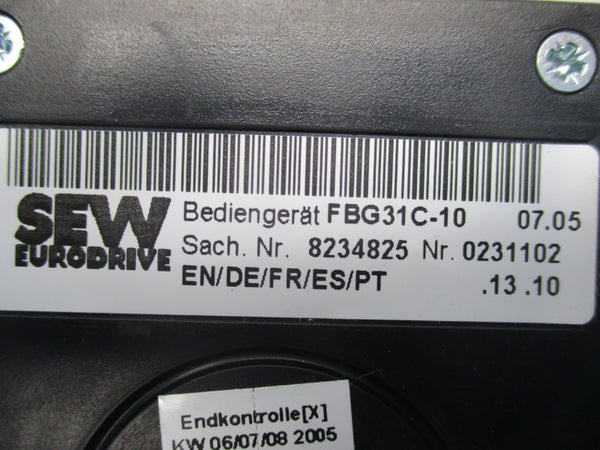 SEW
EURODRIVE
Bediengerät FBG31C-10 07.05
Sach. Nr. 8234825 Nr. 0231102
EN/DE/FR/ES/PT .13 .10
Endkontrolle[X]
KW 06/07/08 2005